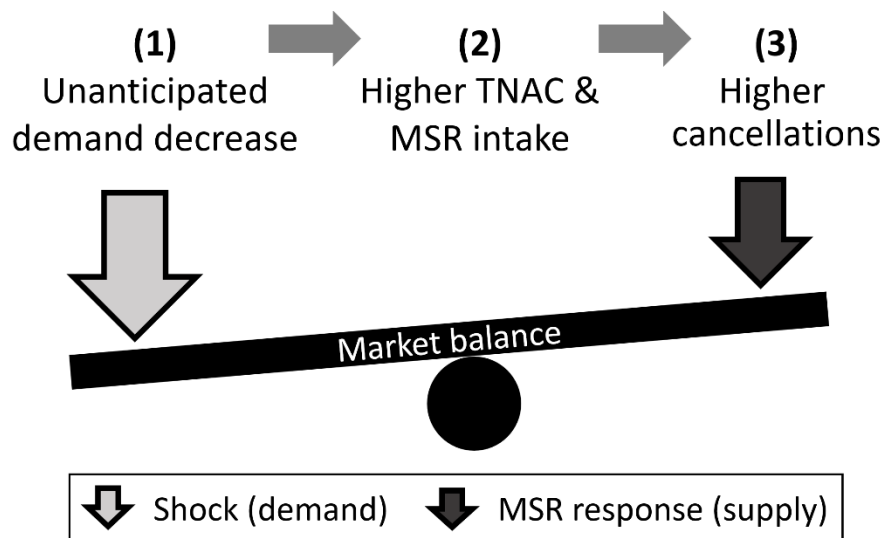 (1)
Unanticipated
demand decrease
(2)
Higher TNAC &
MSR intake
(3)
Higher
cancellations
Market balance
Shock (demand)
MSR response (supply)